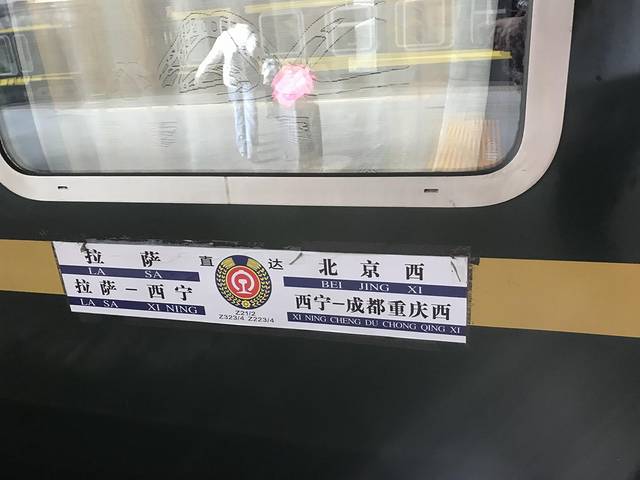 拉 萨 直 达 北 京 西
LA SA BEI JING XI
拉萨－西宁 西宁－成都重庆西
LA SA XI NING XI NING CHENG DU CHONG QING XI
Z21/2
Z323/4 Z223/4